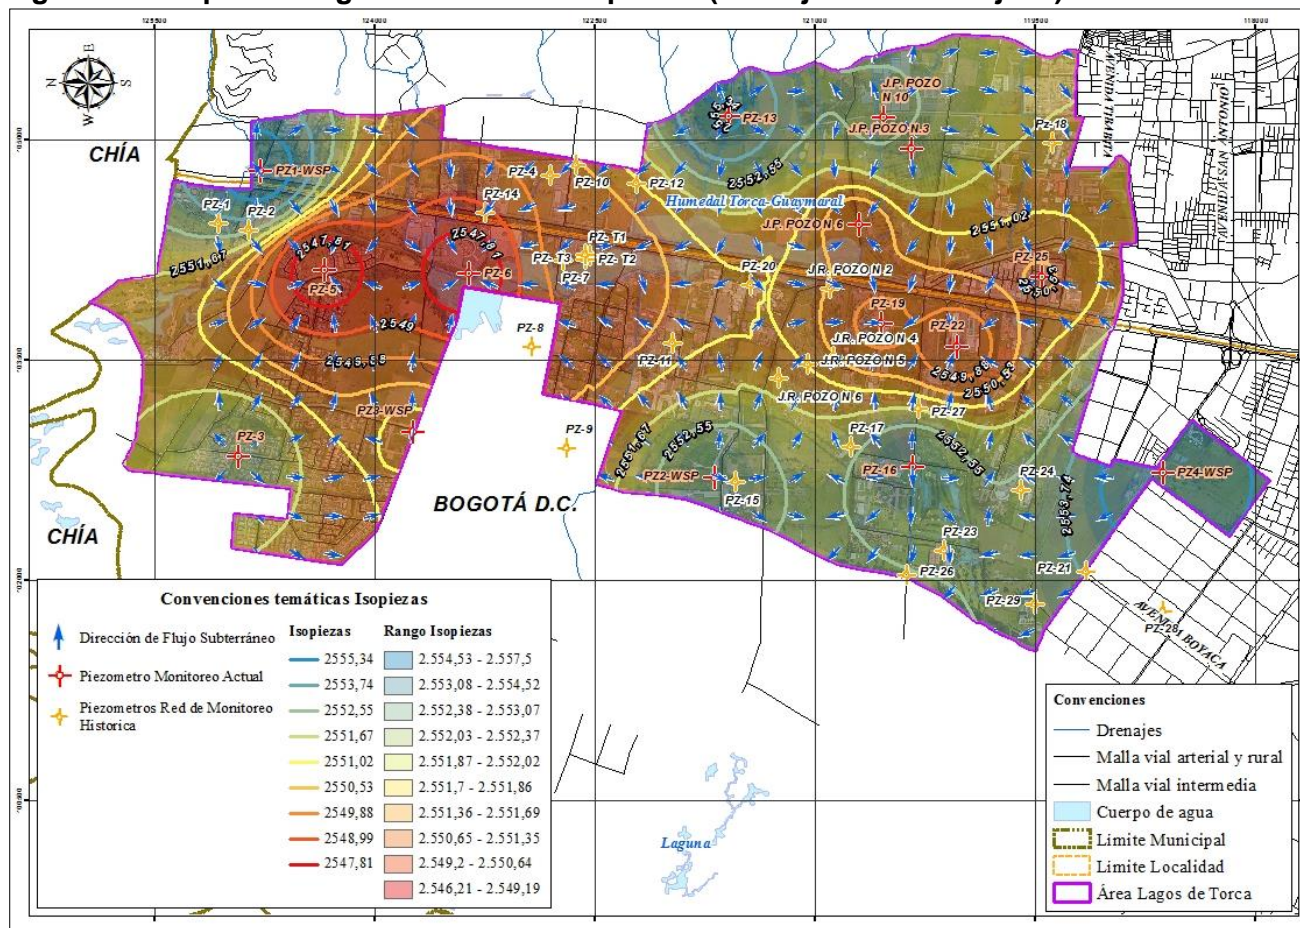 E
N
S
W
CHÍA
PZ1-WSP
PZ-1
PZ-2
2551,67
2547,81
PZ-5
2549
2548,88
PZ3-WSP
PZ-3
CHÍA
PZ-14
PZ-4
PZ-10
PZ-12
2547,81
PZ-6
PZ- T1
PZ- T3
PZ- T2
PZ-7
PZ-8
PZ-9
PZ-11
BOGOTÁ D.C.
PZ-13
J.P. POZO
N 10
J.P. POZO N.3
PZ-18
2552,55
Humedal Torca-Guaymaral
J.P. POZO N 6
2551,02
PZ-25
PZ-20
J.R. POZO N 2
PZ-19
PZ-22
J.R. POZO N 4
J.R. POZO N 5
2549,88
2550,53
J.R. POZO N 6
PZ-27
2551,67
2552,55
PZ-17
2552,55
PZ2-WSP
PZ-15
PZ-16
PZ-24
PZ4-WSP
2553,74
PZ-23
PZ-26
PZ-21
PZ-29
PZ-28
AVENIDA BOYACA
AVENIDA SAN ANTONIO
Laguna
Convenciones temáticas Isopiezas
Dirección de Flujo Subterráneo
Piezometro Monitoreo Actual
Piezometros Red de Monitoreo
Historica
Isopiezas
2555,34
2553,74
2552,55
2551,67
2551,02
2550,53
2549,88
2548,99
2547,81
Rango Isopiezas
2.554,53 - 2.557,5
2.553,08 - 2.554,52
2.552,38 - 2.553,07
2.552,03 - 2.552,37
2.551,87 - 2.552,02
2.551,7 - 2.551,86
2.551,36 - 2.551,69
2.550,65 - 2.551,35
2.549,2 - 2.550,64
2.546,21 - 2.549,19
Convenciones
Drenajes
Malla vial arterial y rural
Malla vial intermedia
Cuerpo de agua
Limite Municipal
Limite Localidad
Área Lagos de Torca